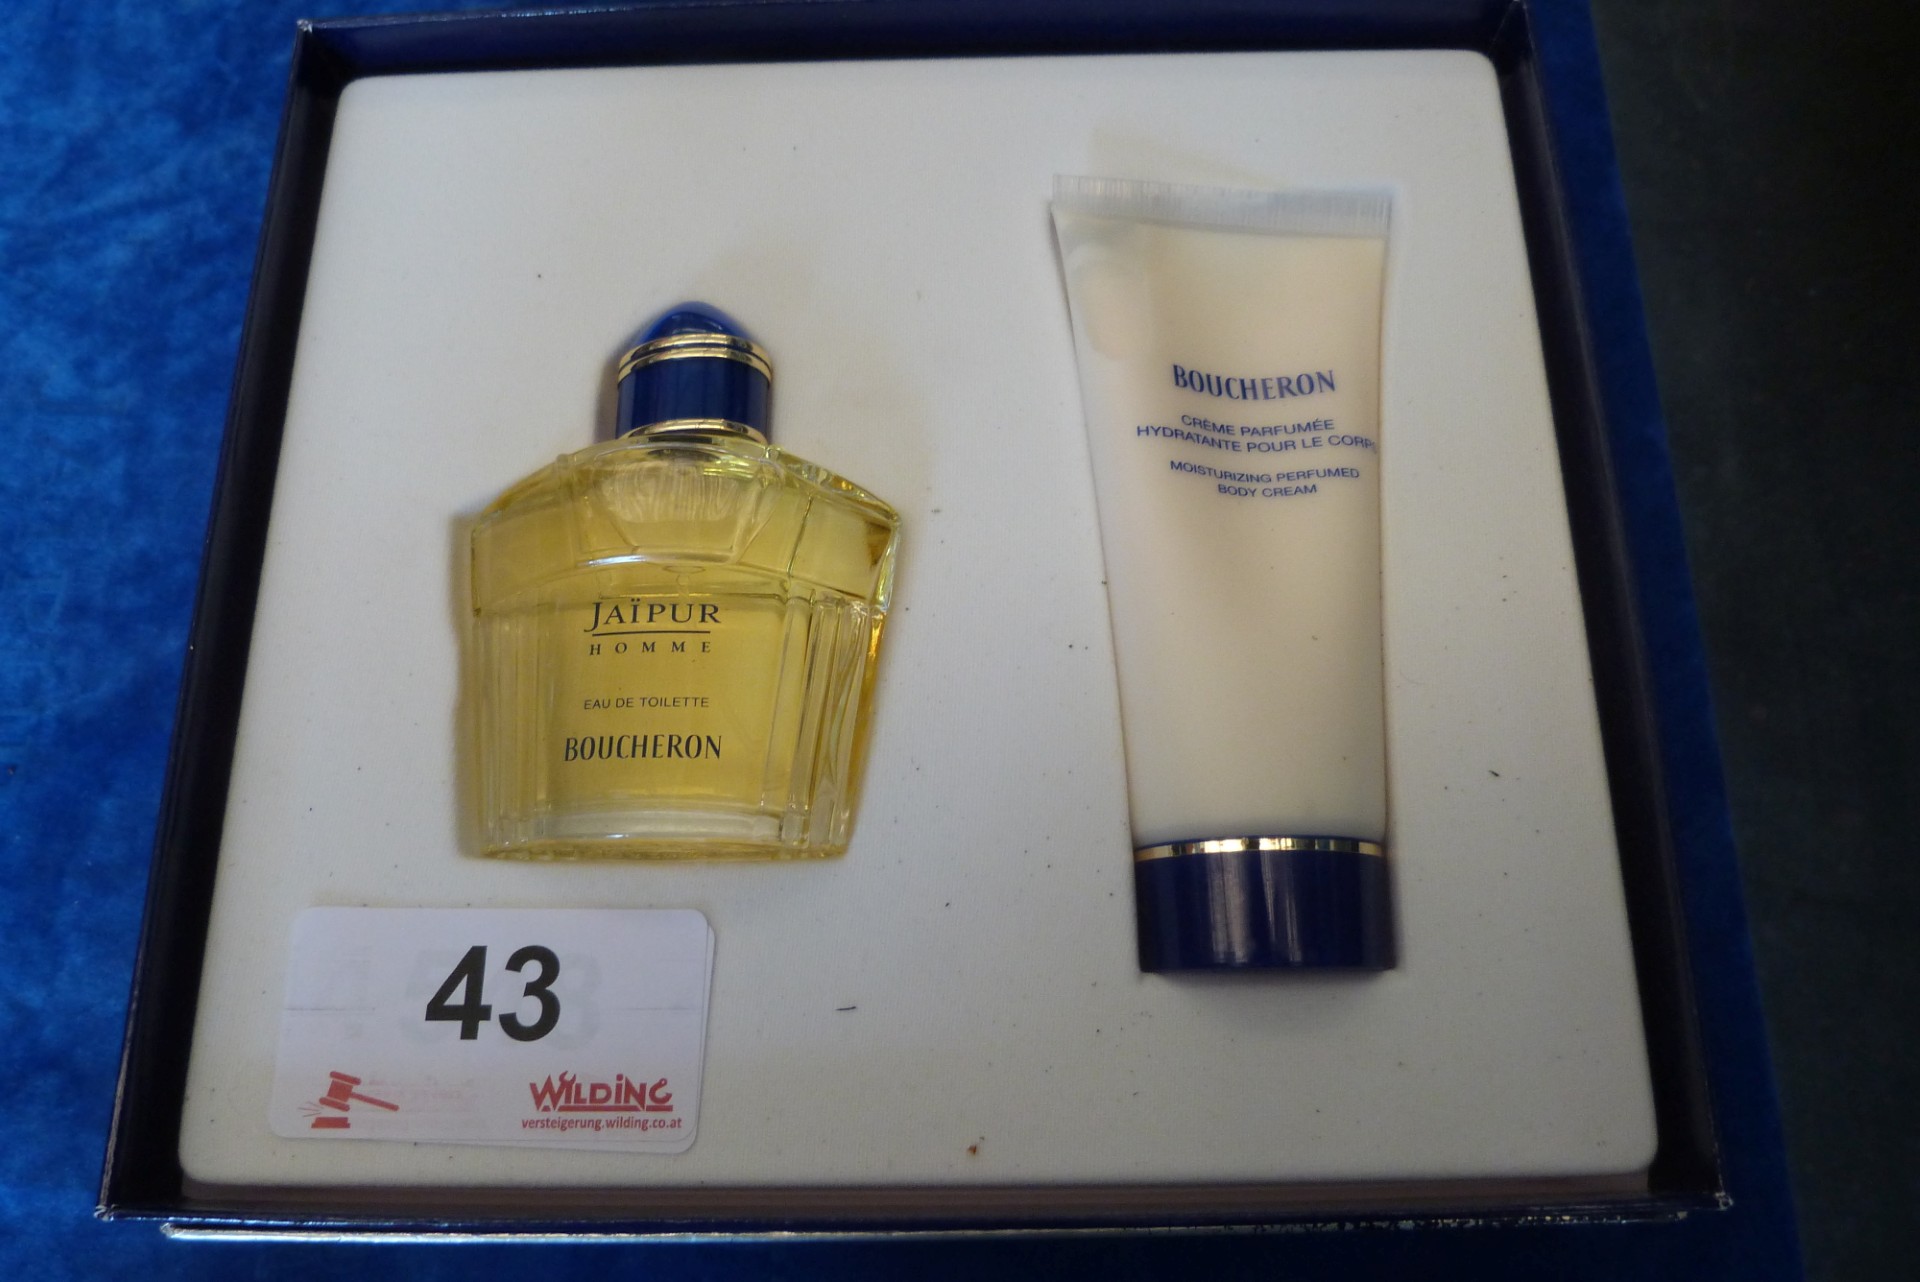 JAÏPUR
HOMME
EAU DE TOILETTE
BOUCHERON
BOUCHERON
CRÈME PARFUMÉE
HYDRATANTE POUR LE CORPS
MOISTURIZING PERFUMED
BODY CREAM
43
WILDING
versteigerung.wilding.co.at